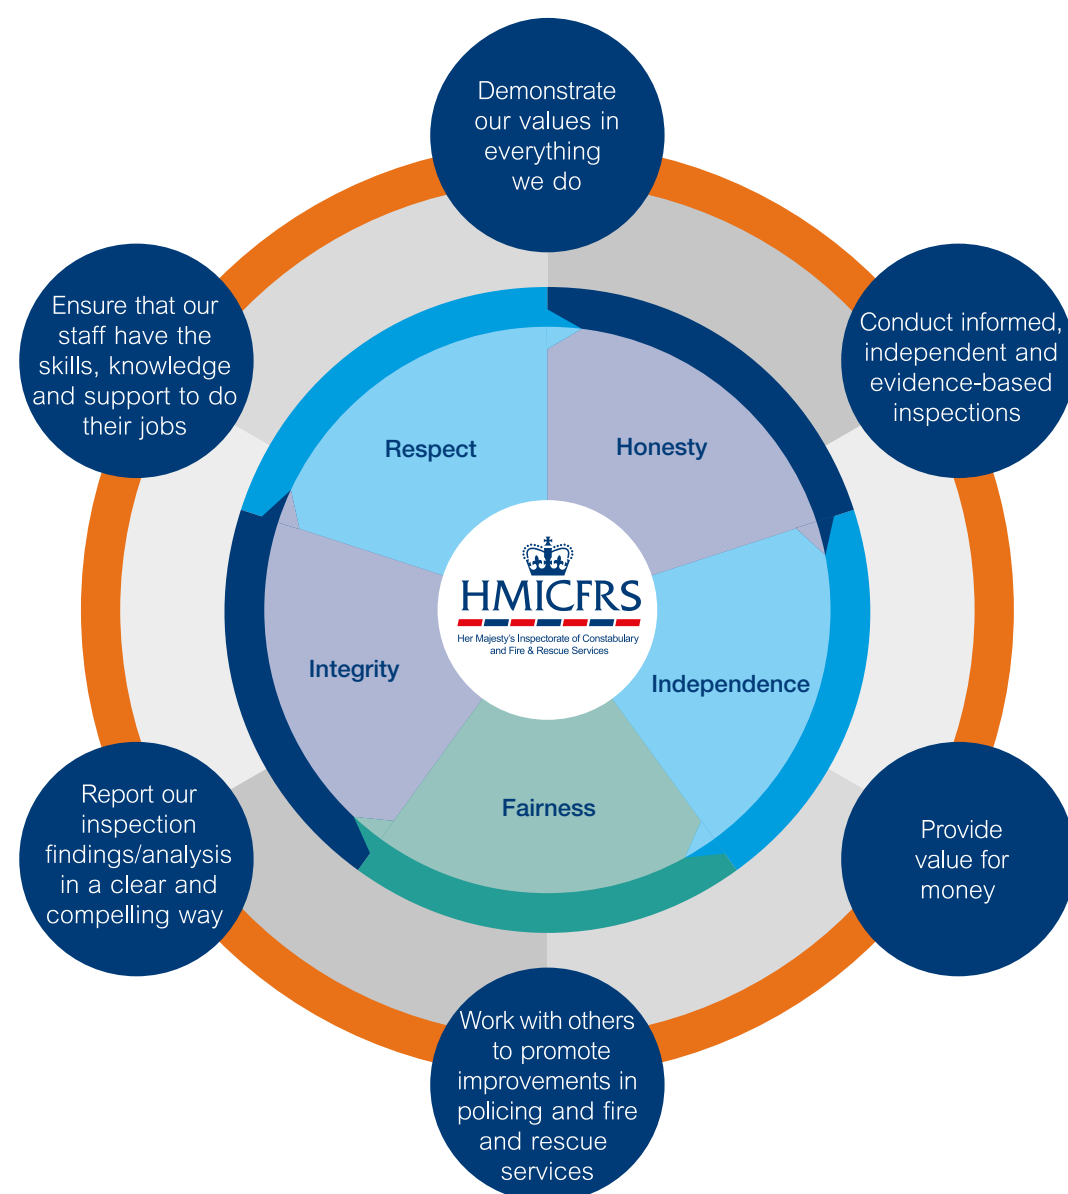 Demonstrate
our values in
everything
we do
Conduct informed,
independent and
evidence-based
inspections
Provide
value for
money
Work with others
to promote
improvements in
policing and fire
and rescue
services
Report our
inspection
findings/analysis
in a clear and
compelling way
Ensure that our
staff have the
skills, knowledge
and support to do
their jobs
Respect
Honesty
Independence
Fairness
Integrity
HMICFRS
Her Majesty's Inspectorate of Constabulary
and Fire & Rescue Services